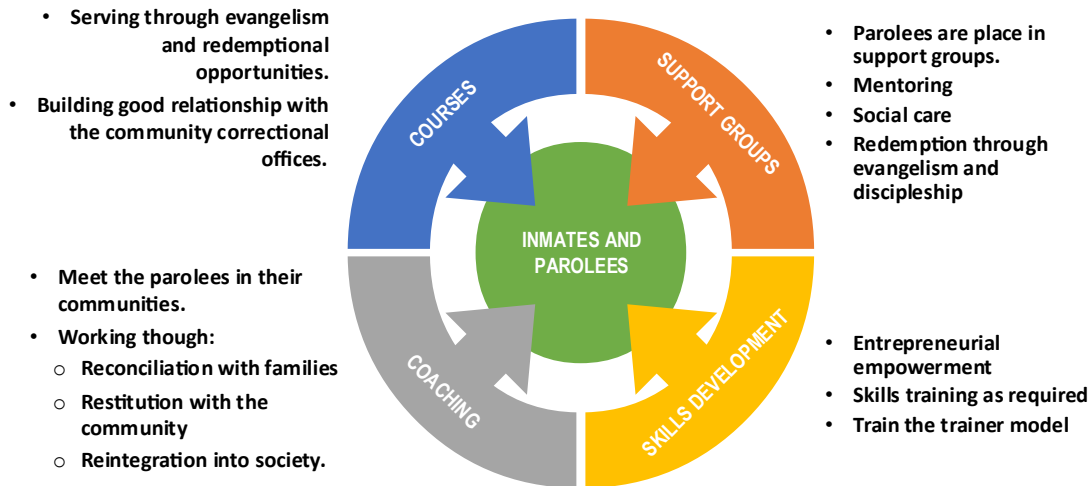 • Serving through evangelism
and redemptional
opportunities.
• Building good relationship with
the community correctional
offices.
COURSES
SUPPORT GROUPS
• Parolees are place in
support groups.
• Mentoring
• Social care
• Redemption through
evangelism and
discipleship
INMATES AND
PAROLEES
• Meet the parolees in their
communities.
• Working though:
o Reconciliation with families
o Restitution with the
community
o Reintegration into society.
COACHING
SKILLS DEVELOPMENT
• Entrepreneurial
empowerment
• Skills training as required
• Train the trainer model